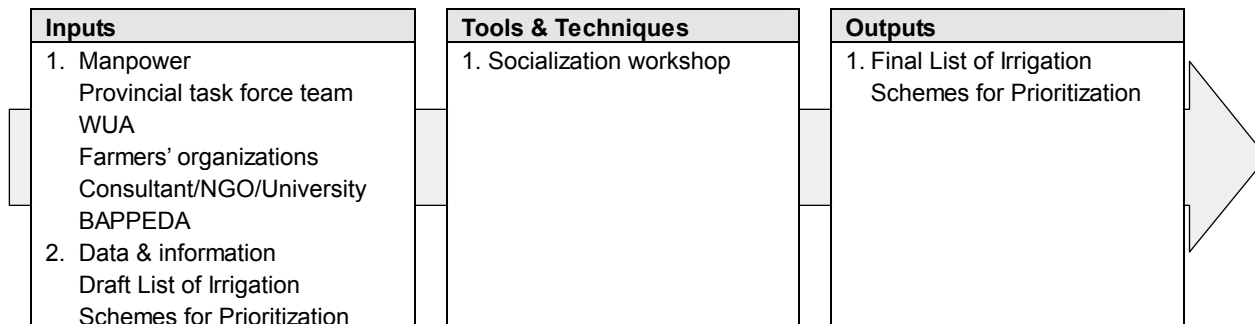 Inputs
1. Manpower
Provincial task force team
WUA
Farmers' organizations
Consultant/NGO/University
BAPPEDA
2. Data & information
Draft List of Irrigation
Schemes for Prioritization
Tools & Techniques
1. Socialization workshop
Outputs
1. Final List of Irrigation
Schemes for Prioritization